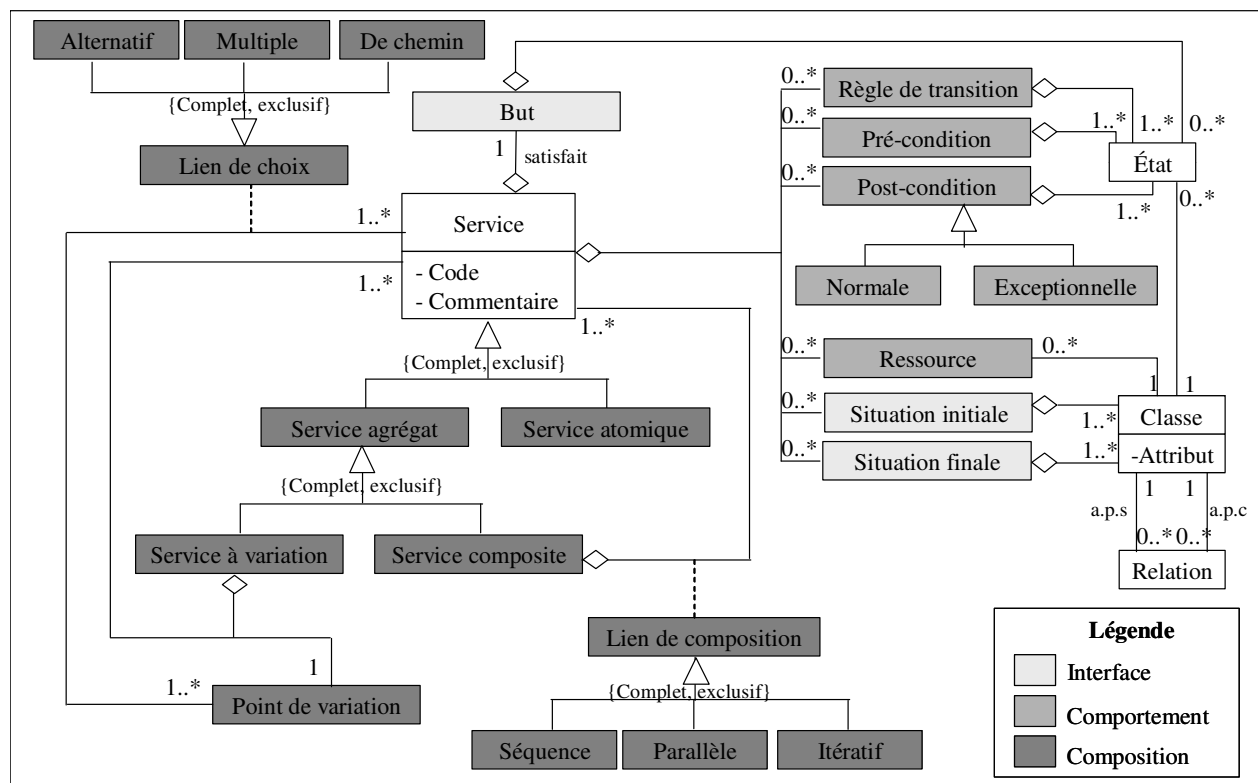 Alternatif
Multiple
De chemin
{Complet, exclusif}
Lien de choix
But
1
satisfait
1..*
Service
1..*
- Code
- Commentaire
1..*
{Complet, exclusif}
Service agrégat
Service atomique
{Complet, exclusif}
Service à variation
Service composite
1
1..*
Point de variation
Lien de composition
{Complet, exclusif}
Séquence
Parallèle
Itératif
0..*
Règle de transition
0..*
Pré-condition
1..*
1..*
0..*
État
0..*
Post-condition
1..*
0..*
Normale
Exceptionnelle
0..*
Ressource
0..*
1
1
0..*
Situation initiale
1..*
Classe
0..*
Situation finale
1..*
-Attribut
1
1
a.p.s
a.p.c
0..*
0..*
Relation
Légende
Interface
Comportement
Composition